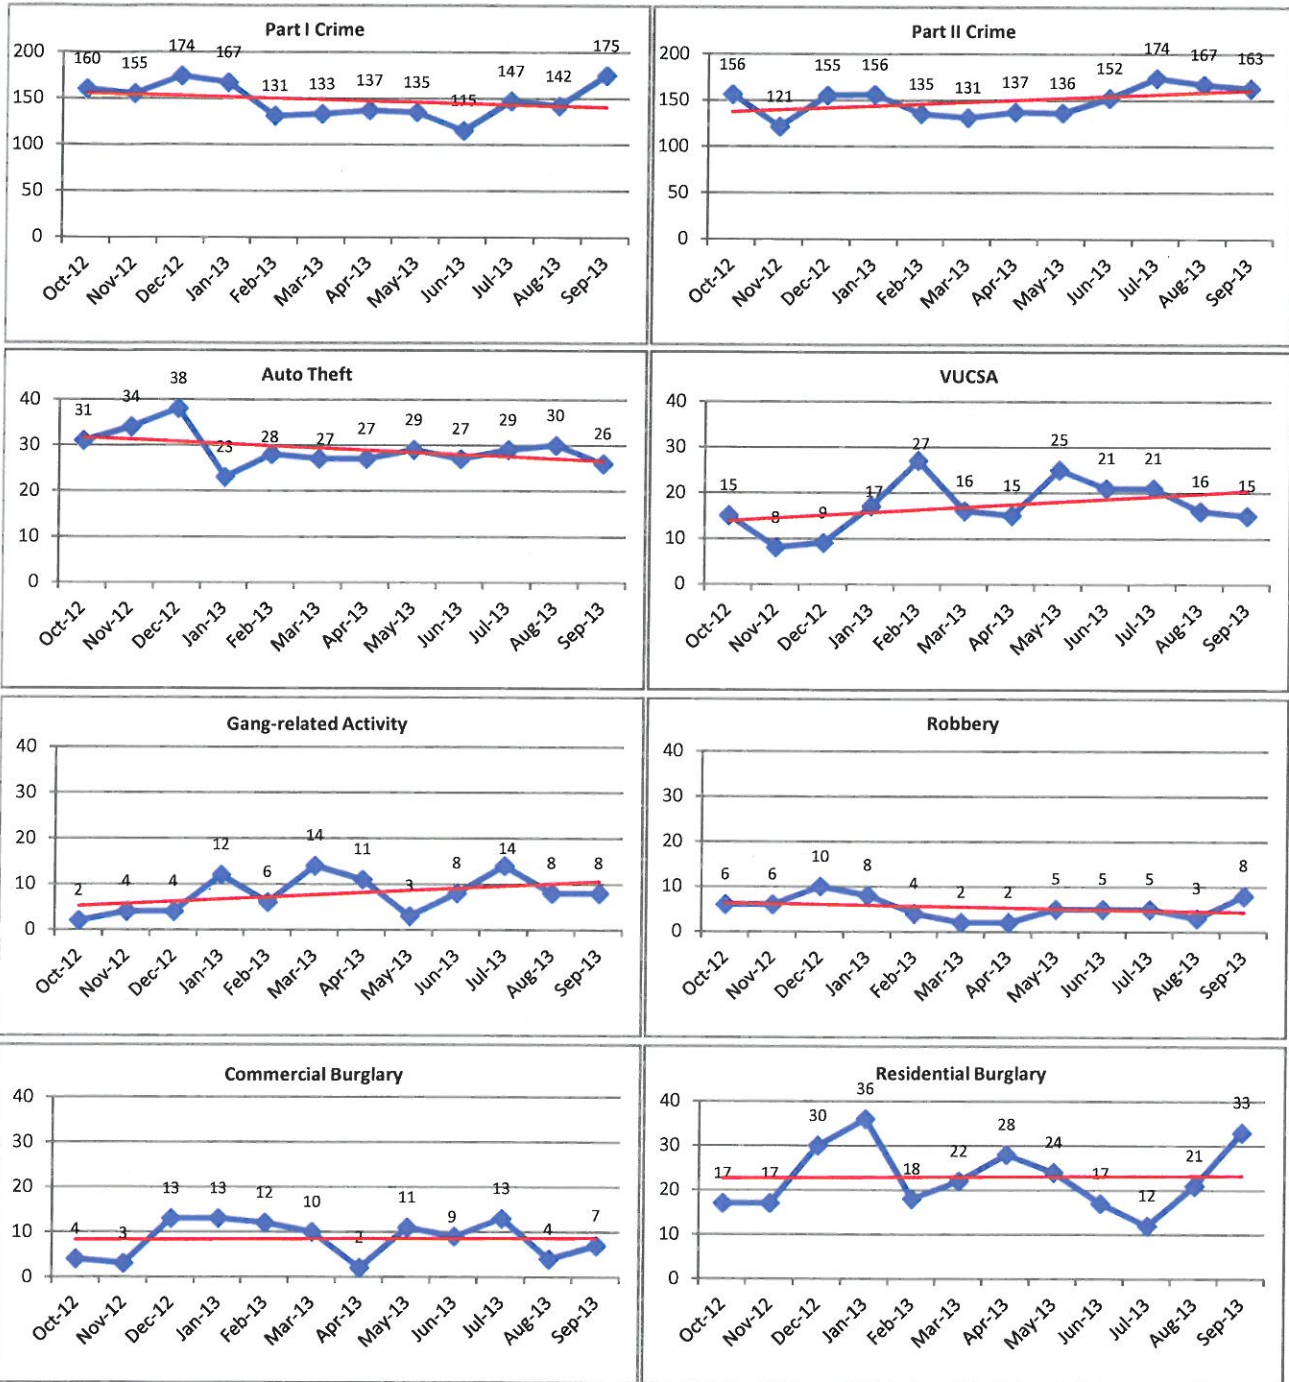 Part I Crime
200
150
100
50
0
160 155 174 167 131 133 137 135 115 147 142 175
Oct-12 Nov-12 Dec-12 Jan-13 Feb-13 Mar-13 Apr-13 May-13 Jun-13 Jul-13 Aug-13 Sep-13
Part II Crime
200
150
100
50
0
156 121 155 156 135 131 137 136 152 174 167 163
Oct-12 Nov-12 Dec-12 Jan-13 Feb-13 Mar-13 Apr-13 May-13 Jun-13 Jul-13 Aug-13 Sep-13
Auto Theft
40
30
20
10
0
31 34 38 23 28 27 27 29 27 29 30 26
Oct-12 Nov-12 Dec-12 Jan-13 Feb-13 Mar-13 Apr-13 May-13 Jun-13 Jul-13 Aug-13 Sep-13
VUCSA
40
30
20
10
0
15 8 9 17 27 16 15 25 21 21 16 15
Oct-12 Nov-12 Dec-12 Jan-13 Feb-13 Mar-13 Apr-13 May-13 Jun-13 Jul-13 Aug-13 Sep-13
Gang-related Activity
40
30
20
10
0
2 4 4 12 6 14 11 3 8 14 8 8
Oct-12 Nov-12 Dec-12 Jan-13 Feb-13 Mar-13 Apr-13 May-13 Jun-13 Jul-13 Aug-13 Sep-13
Robbery
40
30
20
10
0
6 6 10 8 4 2 2 5 5 5 3 8
Oct-12 Nov-12 Dec-12 Jan-13 Feb-13 Mar-13 Apr-13 May-13 Jun-13 Jul-13 Aug-13 Sep-13
Commercial Burglary
40
30
20
10
0
4 3 13 13 12 10 2 11 9 13 4 7
Oct-12 Nov-12 Dec-12 Jan-13 Feb-13 Mar-13 Apr-13 May-13 Jun-13 Jul-13 Aug-13 Sep-13
Residential Burglary
40
30
20
10
0
17 17 30 36 18 22 28 24 17 12 21 33
Oct-12 Nov-12 Dec-12 Jan-13 Feb-13 Mar-13 Apr-13 May-13 Jun-13 Jul-13 Aug-13 Sep-13